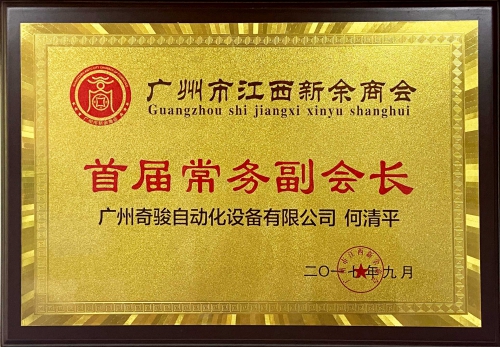 广州市江西新余商会
Guangzhou shi jiangxi xinyu shanghui
首届常务副会长
广州奇骏自动化设备有限公司 何清平
二〇一七年九月